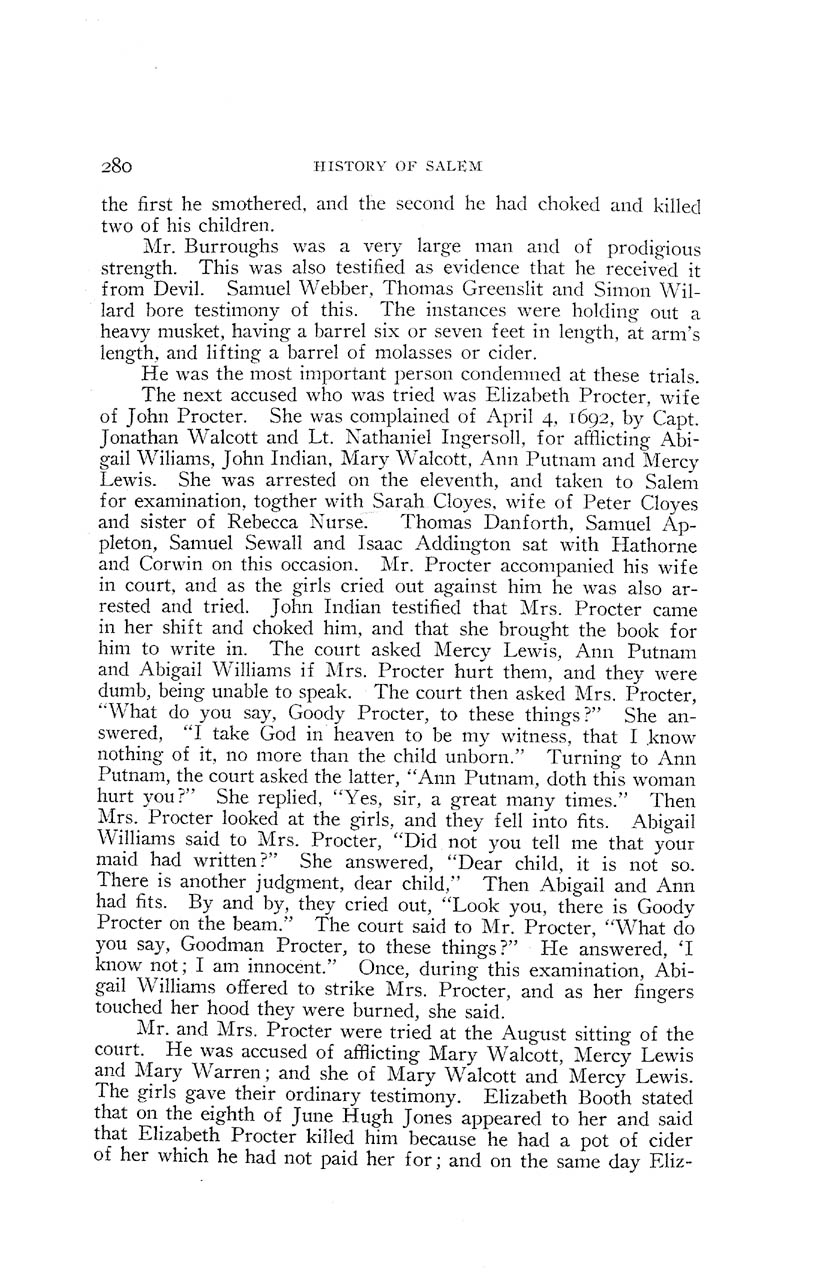 280 HISTORY OF SALEM
the first he smothered, and the second he had choked and killed
two of his children.
Mr. Burroughs was a very large man and of prodigious
strength. This was also testified as evidence that he received it
from Devil. Samuel Webber, Thomas Greenslit and Simon Wil-
lard bore testimony of this. The instances were holding out a
heavy musket, having a barrel six or seven feet in length, at arm's
length, and lifting a barrel of molasses or cider.
He was the most important person condemned at these trials.
The next accused who was tried was Elizabeth Procter, wife
of John Procter. She was complained of April 4, 1692, by Capt.
Jonathan Walcott and Lt. Nathaniel Ingersoll, for afflicting Abi-
gail Wiliams, John Indian, Mary Walcott, Ann Putnam and Mercy
Lewis. She was arrested on the eleventh, and taken to Salem
for examination, togther with Sarah Cloyes, wife of Peter Cloyes
and sister of Rebecca Nurse. Thomas Danforth, Samuel Ap-
pleton, Samuel Sewall and Isaac Addington sat with Hathorne
and Corwin on this occasion. Mr. Procter accompanied his wife
in court, and as the girls cried out against him he was also ar-
rested and tried. John Indian testified that Mrs. Procter came
in her shift and choked him, and that she brought the book for
him to write in. The court asked Mercy Lewis, Ann Putnam
and Abigail Williams if Mrs. Procter hurt them, and they were
dumb, being unable to speak. The court then asked Mrs. Procter,
"What do you say, Goody Procter, to these things?" She an-
swered, "I take God in heaven to be my witness, that I know
nothing of it, no more than the child unborn." Turning to Ann
Putnam, the court asked the latter, "Ann Putnam, doth this woman
hurt you?" She replied, "Yes, sir, a great many times." Then
Mrs. Procter looked at the girls, and they fell into fits. Abigail
Williams said to Mrs. Procter, "Did not you tell me that your
maid had written?" She answered, "Dear child, it is not so.
There is another judgment, dear child," Then Abigail and Ann
had fits. By and by, they cried out, "Look you, there is Goody
Procter on the beam." The court said to Mr. Procter, "What do
you say, Goodman Procter, to these things?" He answered, 'I
know not; I am innocent." Once, during this examination, Abi-
gail Williams offered to strike Mrs. Procter, and as her fingers
touched her hood they were burned, she said.
Mr. and Mrs. Procter were tried at the August sitting of the
court. He was accused of afflicting Mary Walcott, Mercy Lewis
and Mary Warren; and she of Mary Walcott and Mercy Lewis.
The girls gave their ordinary testimony. Elizabeth Booth stated
that on the eighth of June Hugh Jones appeared to her and said
that Elizabeth Procter killed him because he had a pot of cider
of her which he had not paid her for; and on the same day Eliz-